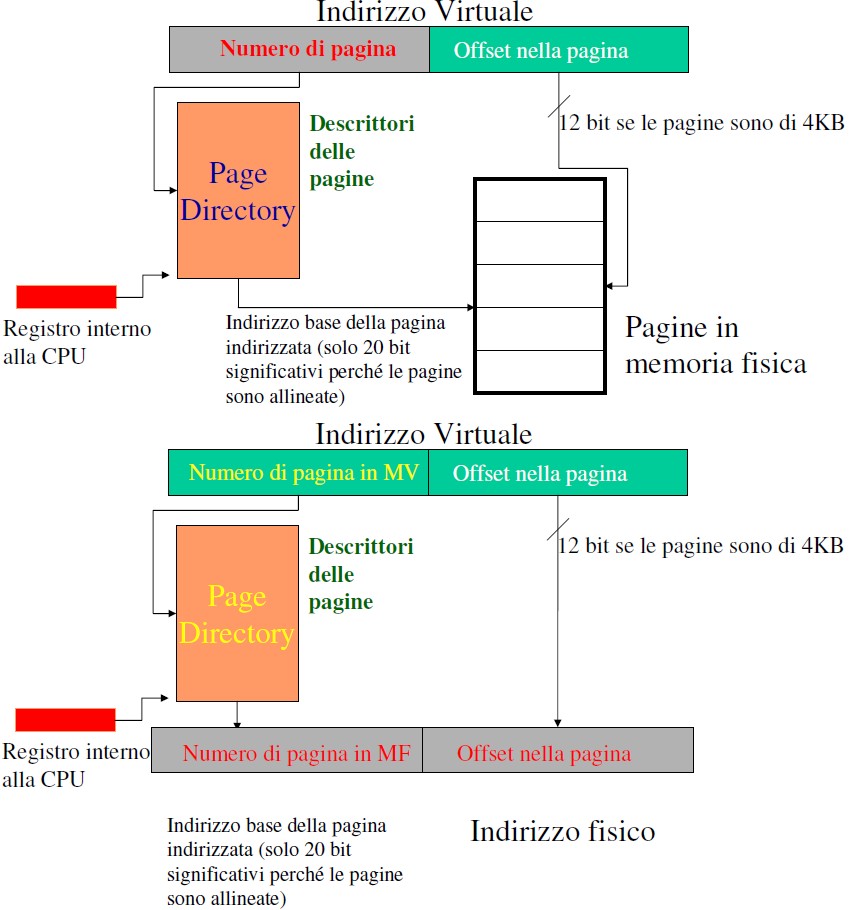 Indirizzo Virtuale
Numero di pagina
Offset nella pagina
12 bit se le pagine sono di 4KB
Descrittori
delle
pagine
Page
Directory
Registro interno
alla CPU
Indirizzo base della pagina
indirizzata (solo 20 bit
significativi perché le pagine
sono allineate)
Pagine in
memoria fisica
Indirizzo Virtuale
Numero di pagina in MV
Offset nella pagina
12 bit se le pagine sono di 4KB
Descrittori
delle
pagine
Page
Directory
Registro interno
alla CPU
Numero di pagina in MF
Offset nella pagina
Indirizzo base della pagina
indirizzata (solo 20 bit
significativi perché le pagine
sono allineate)
Indirizzo fisico